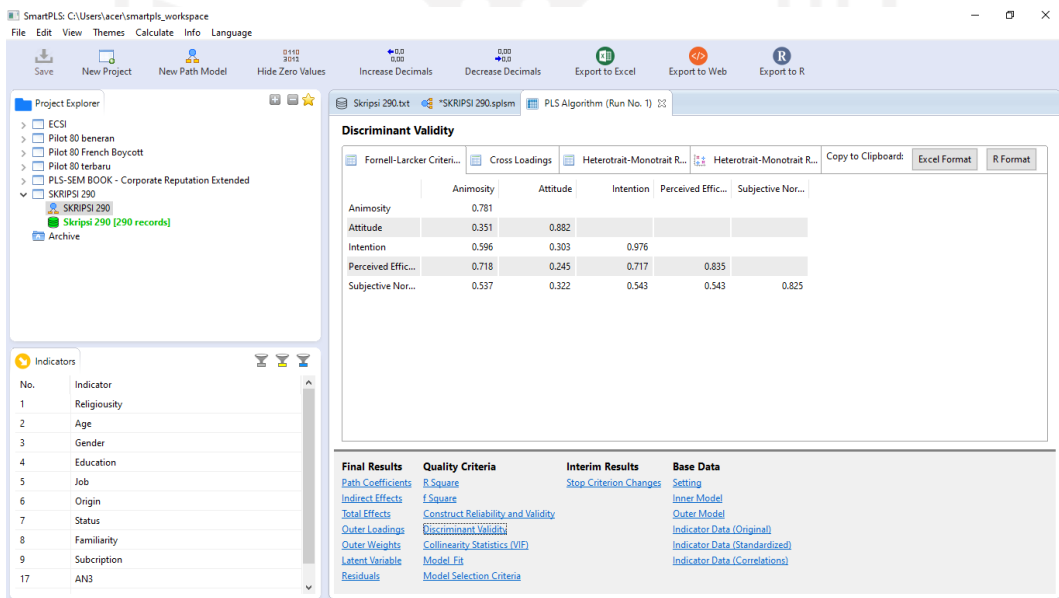 SmartPLS: C:\Users\acer\smartpls_workspace
File Edit View Themes Calculate Info Language
Save New Project New Path Model Hide Zero Values Increase Decimals Decrease Decimals Export to Excel Export to Web Export to R
Project Explorer
ECSI
Pilot 80 beneran
Pilot 80 French Boycott
Pilot 80 terbaru
PLS-SEM BOOK - Corporate Reputation Extended
SKRIPSI 290
SKRIPSI 290
Skripsi 290 [290 records]
Archive
Indicators
No. Indicator
1 Religiousity
2 Age
3 Gender
4 Education
5 Job
6 Origin
7 Status
8 Familiarity
9 Subcription
17 AN3
Skripsi 290.txt *SKRIPSI 290.splsm PLS Algorithm (Run No. 1)
Discriminant Validity
Fornell-Larcker Criteri... Cross Loadings Heterotrait-Monotrait R... Heterotrait-Monotrait R... Copy to Clipboard: Excel Format R Format
Animosity Attitude Intention Perceived Effic... Subjective Nor...
Animosity 0.781
Attitude 0.351 0.882
Intention 0.596 0.303 0.976
Perceived Effic... 0.718 0.245 0.717 0.835
Subjective Nor... 0.537 0.322 0.543 0.543 0.825
Final Results Quality Criteria Interim Results Base Data
Path Coefficients R Square Stop Criterion Changes Setting
Indirect Effects f Square Inner Model
Total Effects Construct Reliability and Validity Outer Model
Outer Loadings Discriminant Validity Indicator Data (Original)
Outer Weights Collinearity Statistics (VIF) Indicator Data (Standardized)
Latent Variable Model_Fit Indicator Data (Correlations)
Residuals Model Selection Criteria